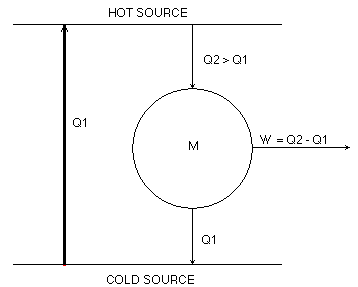 HOT SOURCE
Q2 > Q1
Q1
M
W = Q2 - Q1
Q1
COLD SOURCE